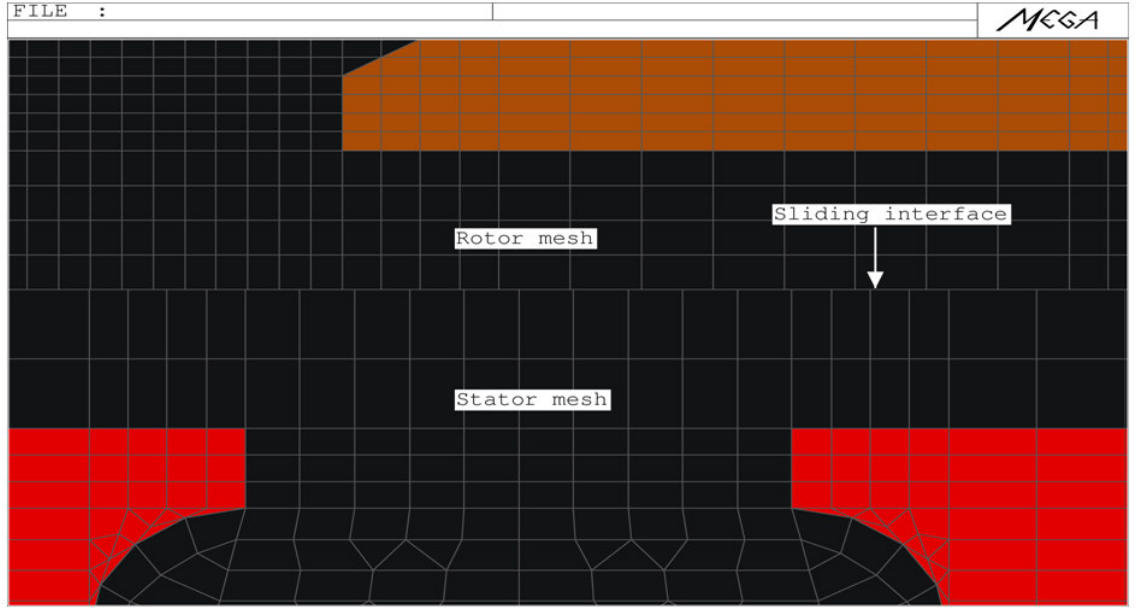 FILE :
MEGA
Sliding interface
Rotor mesh
Stator mesh